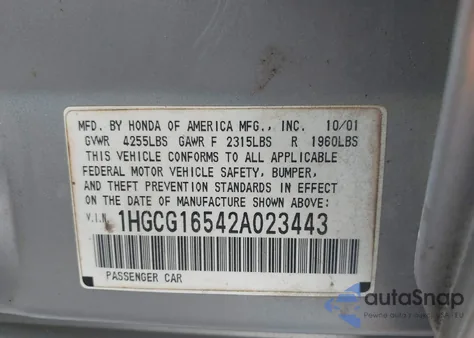 MFD. BY HONDA OF AMERICA MFG., INC. 10/01
GVWR 4255LBS GAWR F 2315LBS R 1960LBS
THIS VEHICLE CONFORMS TO ALL APPLICABLE
FEDERAL MOTOR VEHICLE SAFETY, BUMPER,
AND THEFT PREVENTION STANDARDS IN EFFECT
ON THE DATE OF MANUFACTURE SHOWN ABOVE:
V.I.N. 1HGCG16542A023443
PASSENGER CAR
autoSnap
Pewne auta z